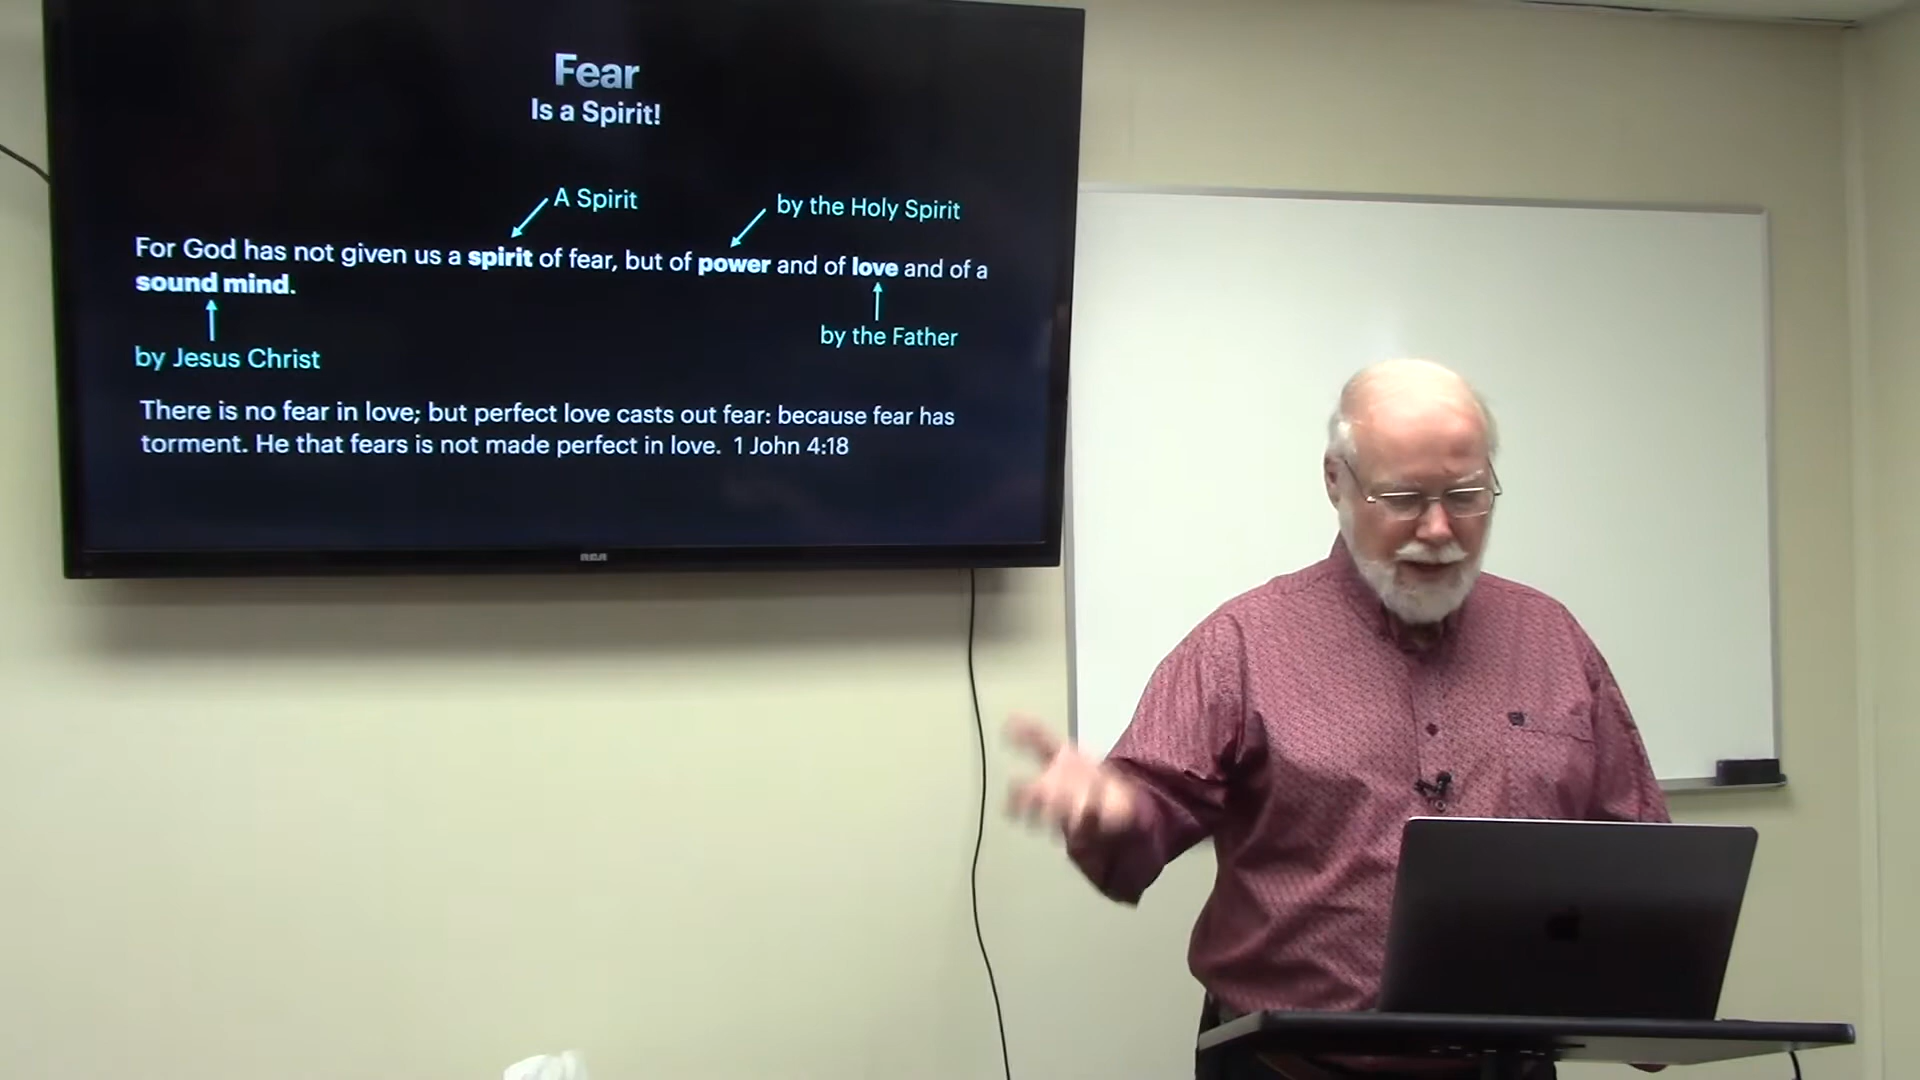 Fear
Is a Spirit!
A Spirit
by the Holy Spirit
For God has not given us a spirit of fear, but of power and of love and of a
sound mind.
by the Father
by Jesus Christ
There is no fear in love; but perfect love casts out fear: because fear has
torment. He that fears is not made perfect in love. 1 John 4:18
RCA